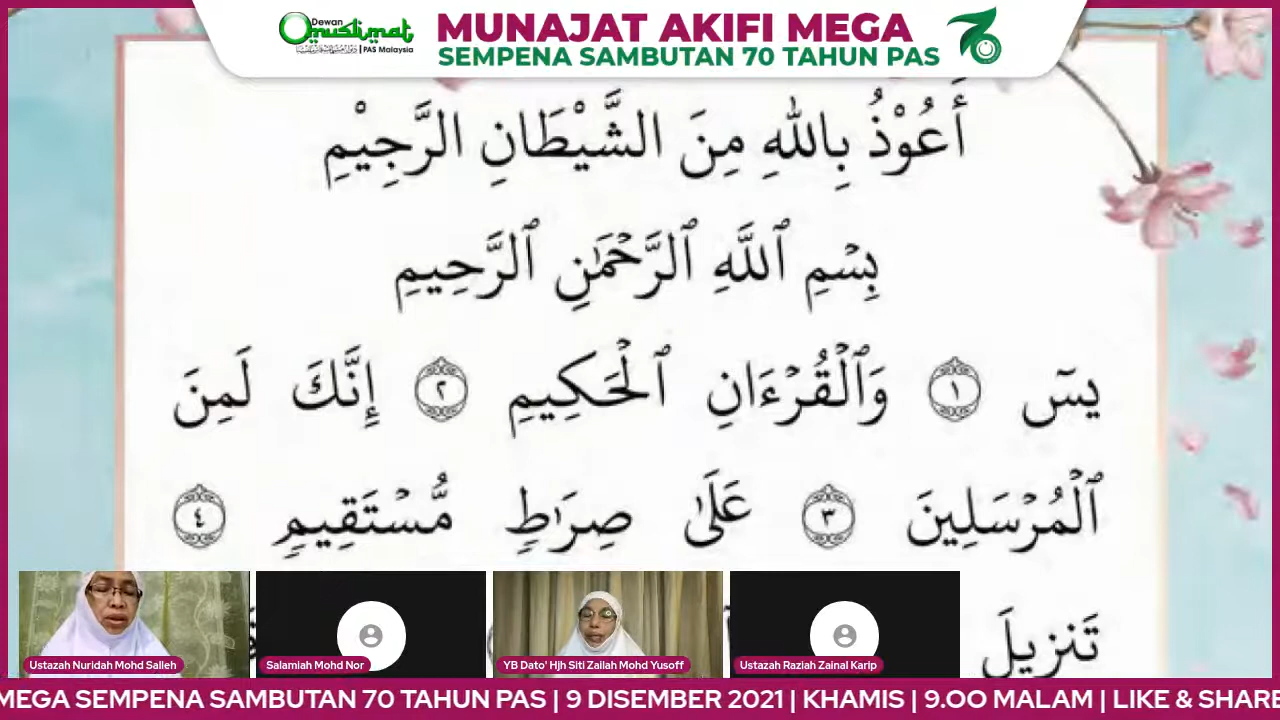 Dewan
muslimat
| PAS Malaysia
MUNAJAT AKIFI MEGA
SEMPENA SAMBUTAN 70 TAHUN PAS
أَعُوْذُ بِاللهِ مِنَ الشَّيْطَانِ الرَّجِيْمِ
بِسْمِ ٱللَّهِ ٱلرَّحْمَٰنِ ٱلرَّحِيمِ
يسٓ ١ وَٱلْقُرْءَانِ ٱلْحَكِيمِ ٢ إِنَّكَ لَمِنَ
ٱلْمُرْسَلِينَ ٣ عَلَىٰ صِرَٰطٍ مُّسْتَقِيمٍ ٤
تَنزِيلَ
Ustazah Nuridah Mohd Salleh
Salamiah Mohd Nor
YB Dato' Hjh Siti Zailah Mohd Yusoff
Ustazah Raziah Zainal Karip
MEGA SEMPENA SAMBUTAN 70 TAHUN PAS | 9 DISEMBER 2021 | KHAMIS | 9.OO MALAM | LIKE & SHARE